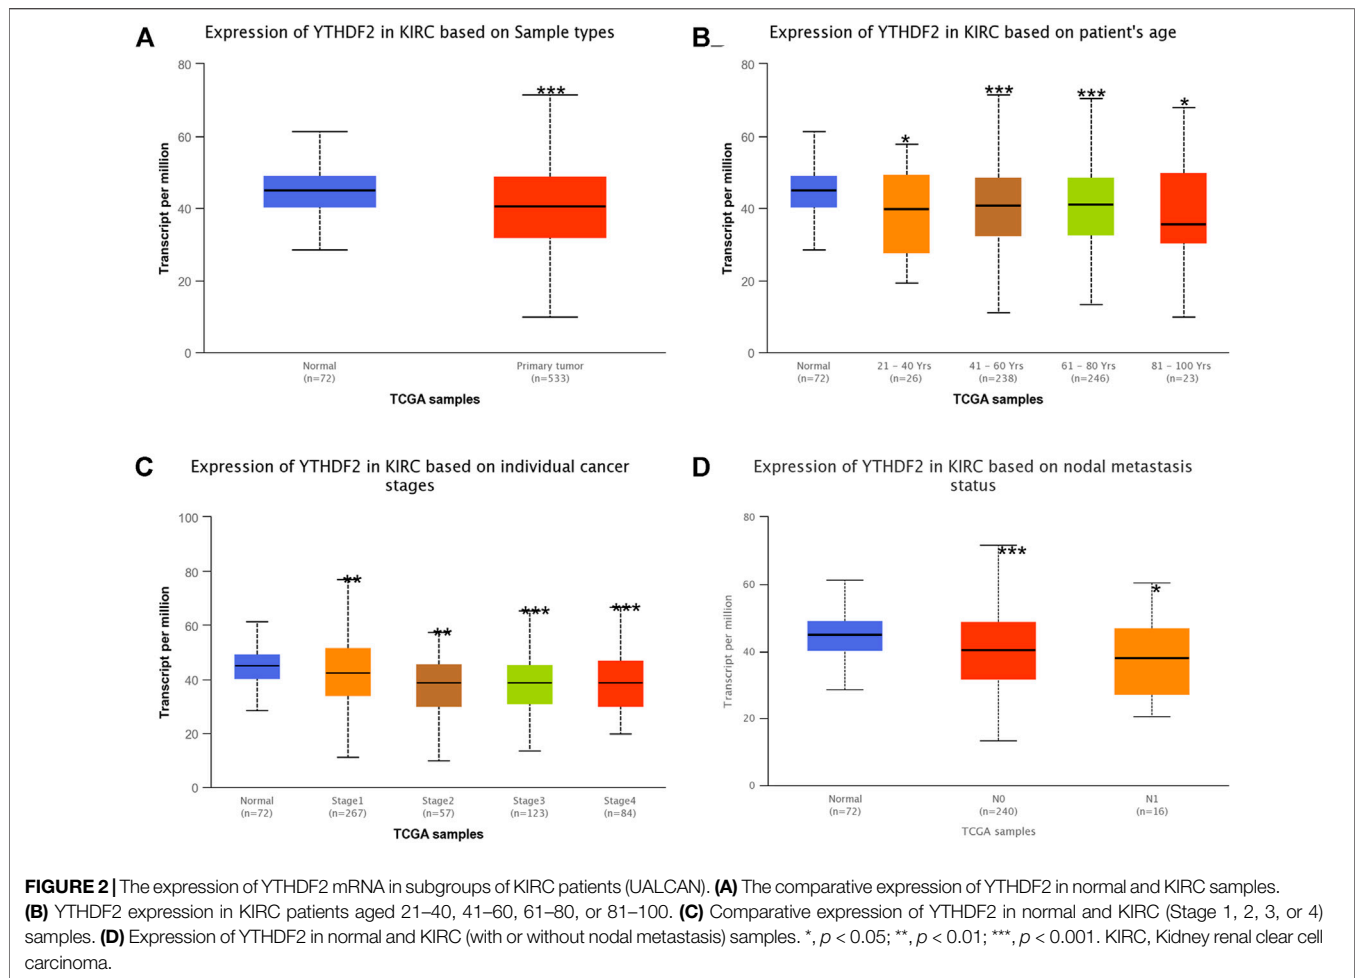 A
Expression of YTHDF2 in KIRC based on Sample types
80
60
40
20
0
Transcript per million
***
Normal
(n=72)
Primary tumor
(n=533)
TCGA samples
B_
Expression of YTHDF2 in KIRC based on patient's age
80
60
40
20
0
Transcript per million
*
***
***
*
Normal
(n=72)
21 – 40 Yrs
(n=26)
41 – 60 Yrs
(n=238)
61 – 80 Yrs
(n=246)
81 – 100 Yrs
(n=23)
TCGA samples
C
Expression of YTHDF2 in KIRC based on individual cancer
stages
100
80
60
40
20
0
Transcript per million
**
**
***
***
Normal
(n=72)
Stage1
(n=267)
Stage2
(n=57)
Stage3
(n=123)
Stage4
(n=84)
TCGA samples
D
Expression of YTHDF2 in KIRC based on nodal metastasis
status
80
60
40
20
0
Transcript per million
***
*
Normal
(n=72)
N0
(n=240)
N1
(n=16)
TCGA samples
FIGURE 2 | The expression of YTHDF2 mRNA in subgroups of KIRC patients (UALCAN). (A) The comparative expression of YTHDF2 in normal and KIRC samples.
(B) YTHDF2 expression in KIRC patients aged 21–40, 41–60, 61–80, or 81–100. (C) Comparative expression of YTHDF2 in normal and KIRC (Stage 1, 2, 3, or 4)
samples. (D) Expression of YTHDF2 in normal and KIRC (with or without nodal metastasis) samples. *, p < 0.05; **, p < 0.01; ***, p < 0.001. KIRC, Kidney renal clear cell
carcinoma.